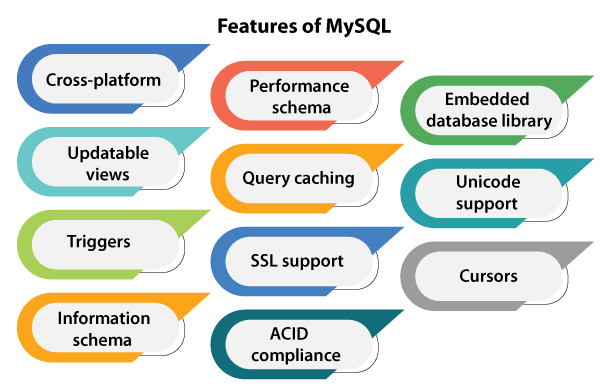 Features of MySQL
Cross-platform
Updatable
views
Triggers
Information
schema
Performance
schema
Query caching
SSL support
ACID
compliance
Embedded
database library
Unicode
support
Cursors